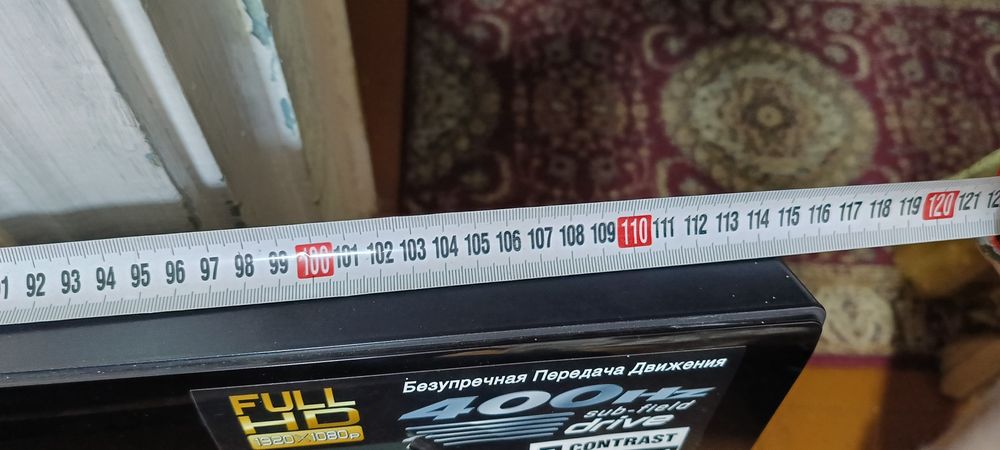 92 93 94 95 96 97 98 99 100 101 102 103 104 105 106 107 108 109 110 111 112 113 114 115 116 117 118 119 120 121
Безупречная Передача Движения
FULL
HD
1920×1080p
400Hz
sub-field
drive
CONTRAST